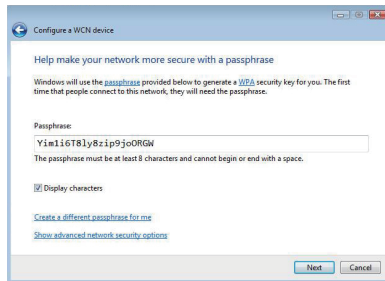 Configure a WCN device
Help make your network more secure with a passphrase
Windows will use the passphrase provided below to generate a WPA security key for you. The first
time that people connect to this network, they will need the passphrase.
Passphrase:
Yim1i6T8ly8zip9joORGW
The passphrase must be at least 8 characters and cannot begin or end with a space.
Display characters
Create a different passphrase for me
Show advanced network security options
Next Cancel